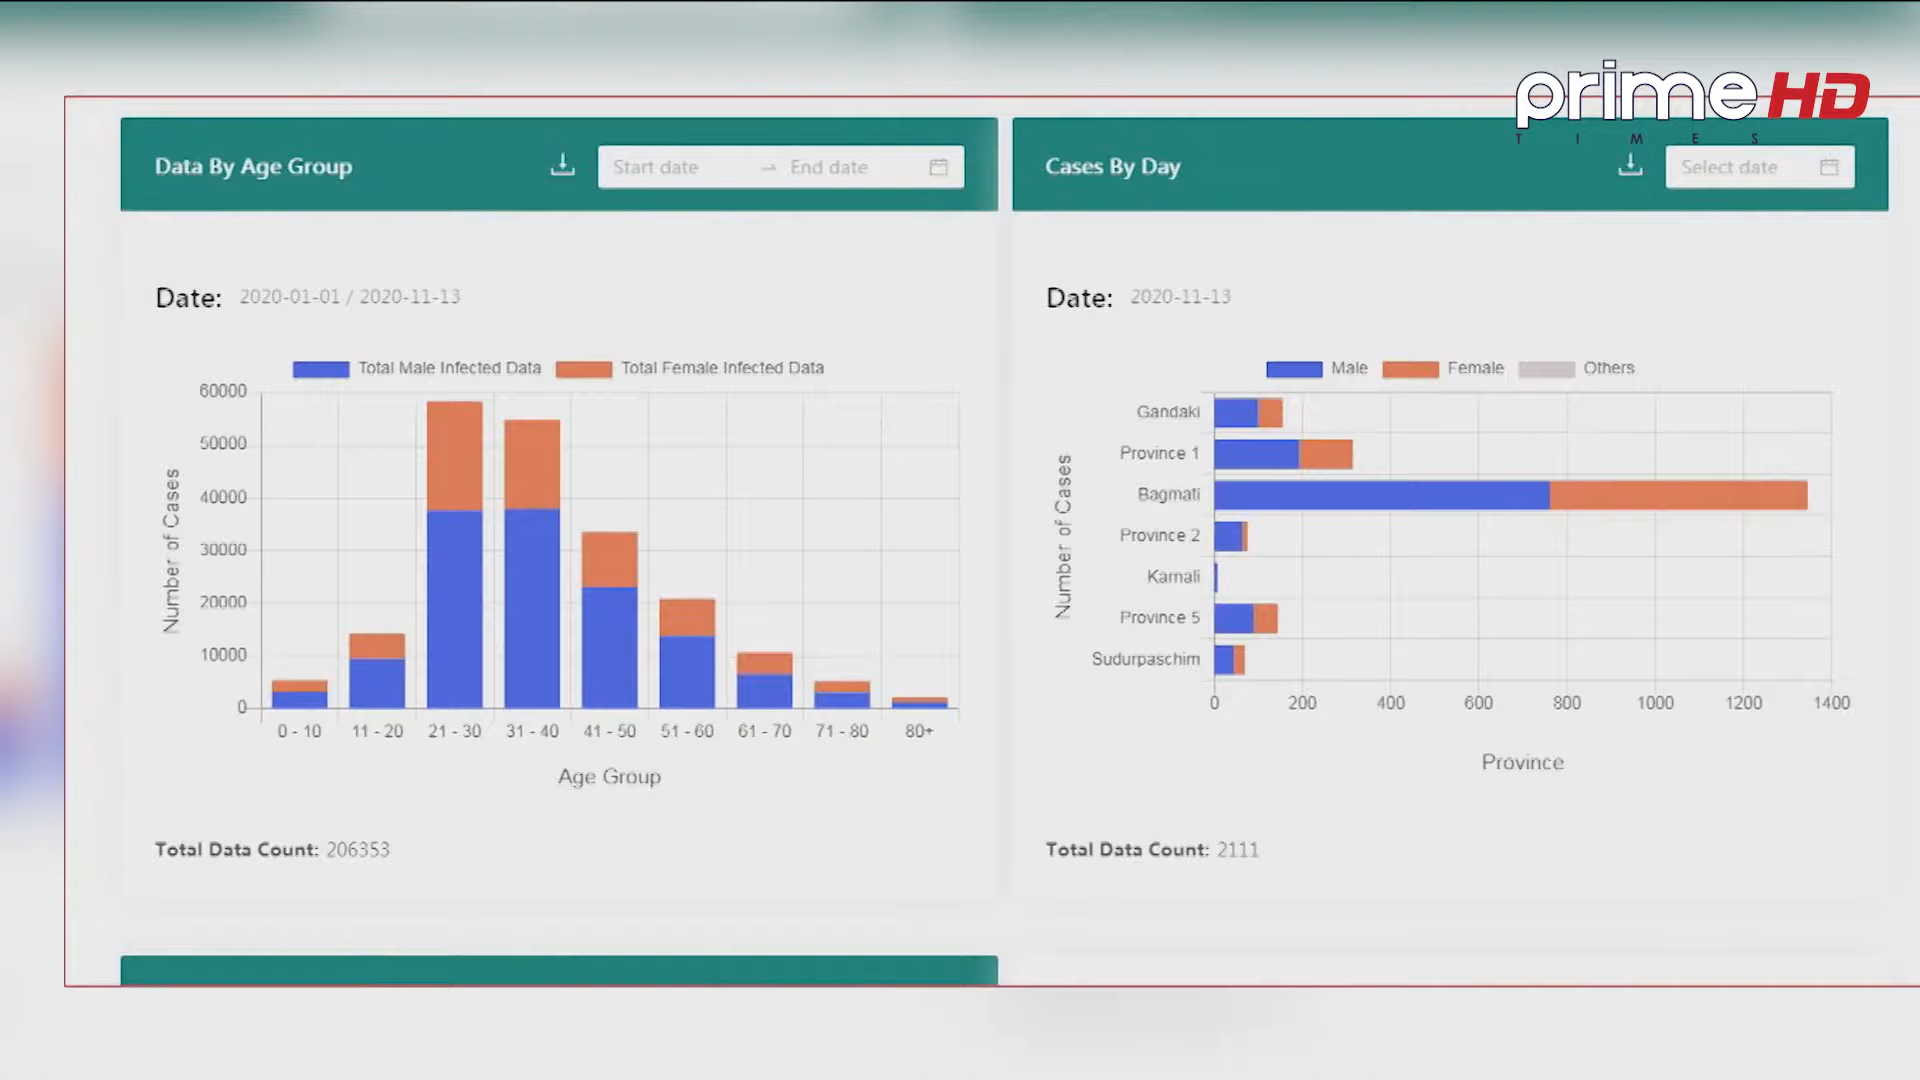 prime HD
TIMES
Data By Age Group
Start date → End date
Date: 2020-01-01 / 2020-11-13
Total Male Infected Data Total Female Infected Data
Number of Cases
60000
50000
40000
30000
20000
10000
0
0 - 10 11 - 20 21 - 30 31 - 40 41 - 50 51 - 60 61 - 70 71 - 80 80+
Age Group
Total Data Count: 206353
Cases By Day
Select date
Date: 2020-11-13
Male Female Others
Number of Cases
Gandaki
Province 1
Bagmati
Province 2
Karnali
Province 5
Sudurpaschim
0 200 400 600 800 1000 1200 1400
Province
Total Data Count: 2111